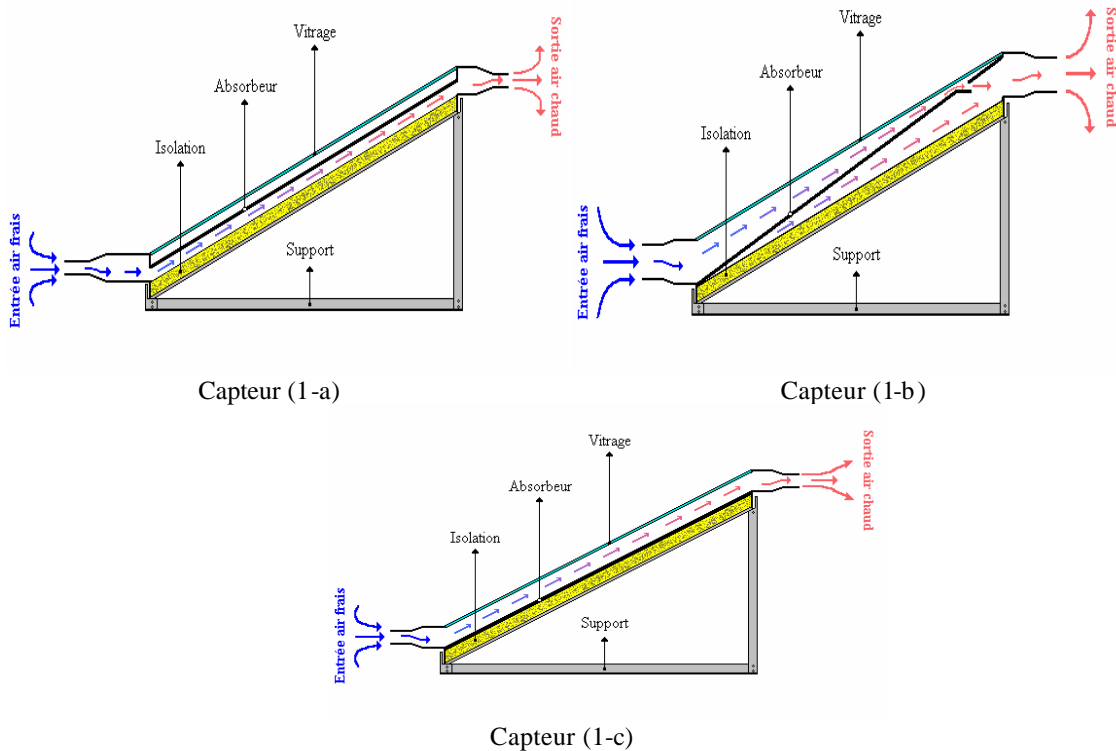 Vitrage
Absorbeur
Isolation
Support
Entrée air frais
Sortie air chaud
Capteur (1-a)
Vitrage
Absorbeur
Isolation
Support
Entrée air frais
Sortie air chaud
Capteur (1-b)
Vitrage
Absorbeur
Isolation
Support
Entrée air frais
Sortie air chaud
Capteur (1-c)